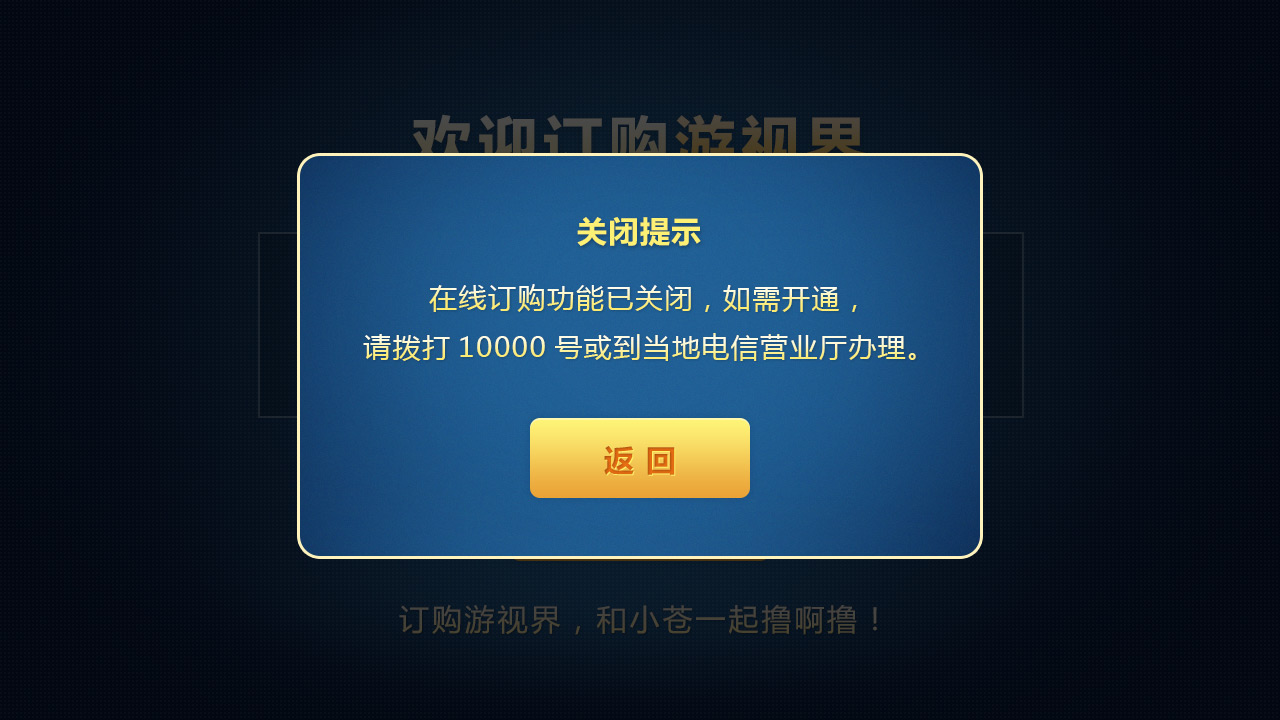 欢迎订购游视界
关闭提示
在线订购功能已关闭，如需开通，
请拨打 10000 号或到当地电信营业厅办理。
返 回
订购游视界，和小苍一起撸啊撸！